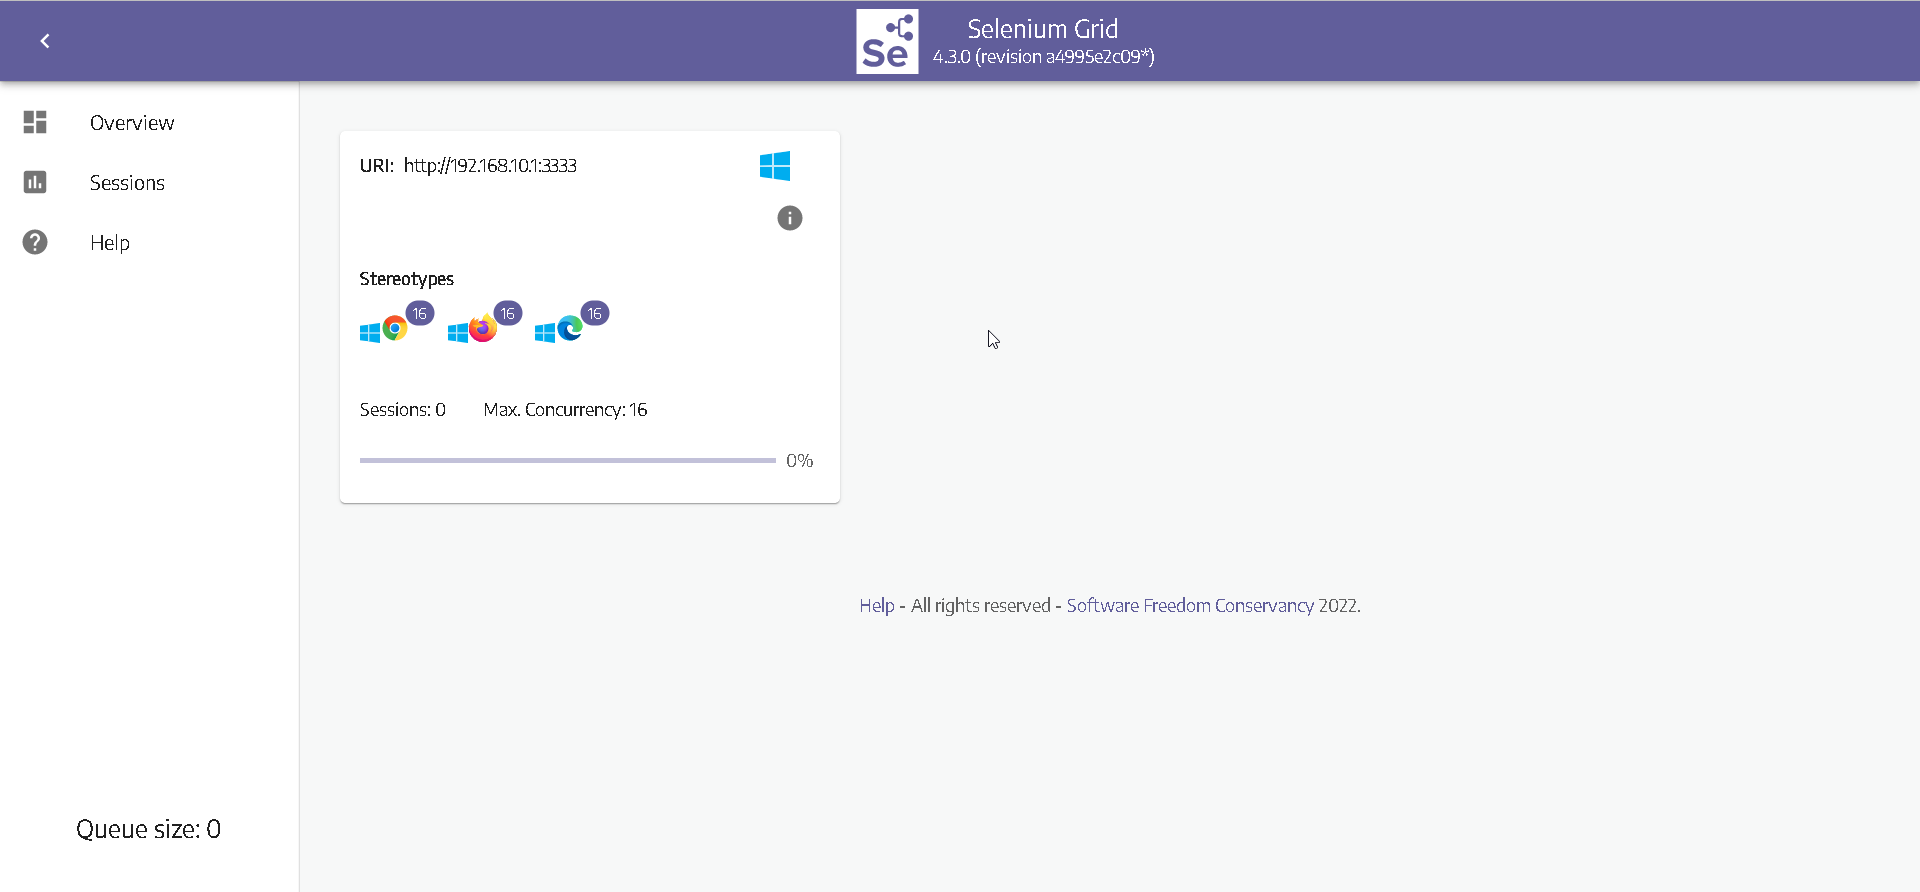 Se
Selenium Grid
4.3.0 (revision a4995e2c09*)
Overview
Sessions
Help
URI: http://192.168.10.1:3333
Stereotypes
16 16 16
Sessions: 0 Max. Concurrency: 16
0%
Help - All rights reserved - Software Freedom Conservancy 2022.
Queue size: 0